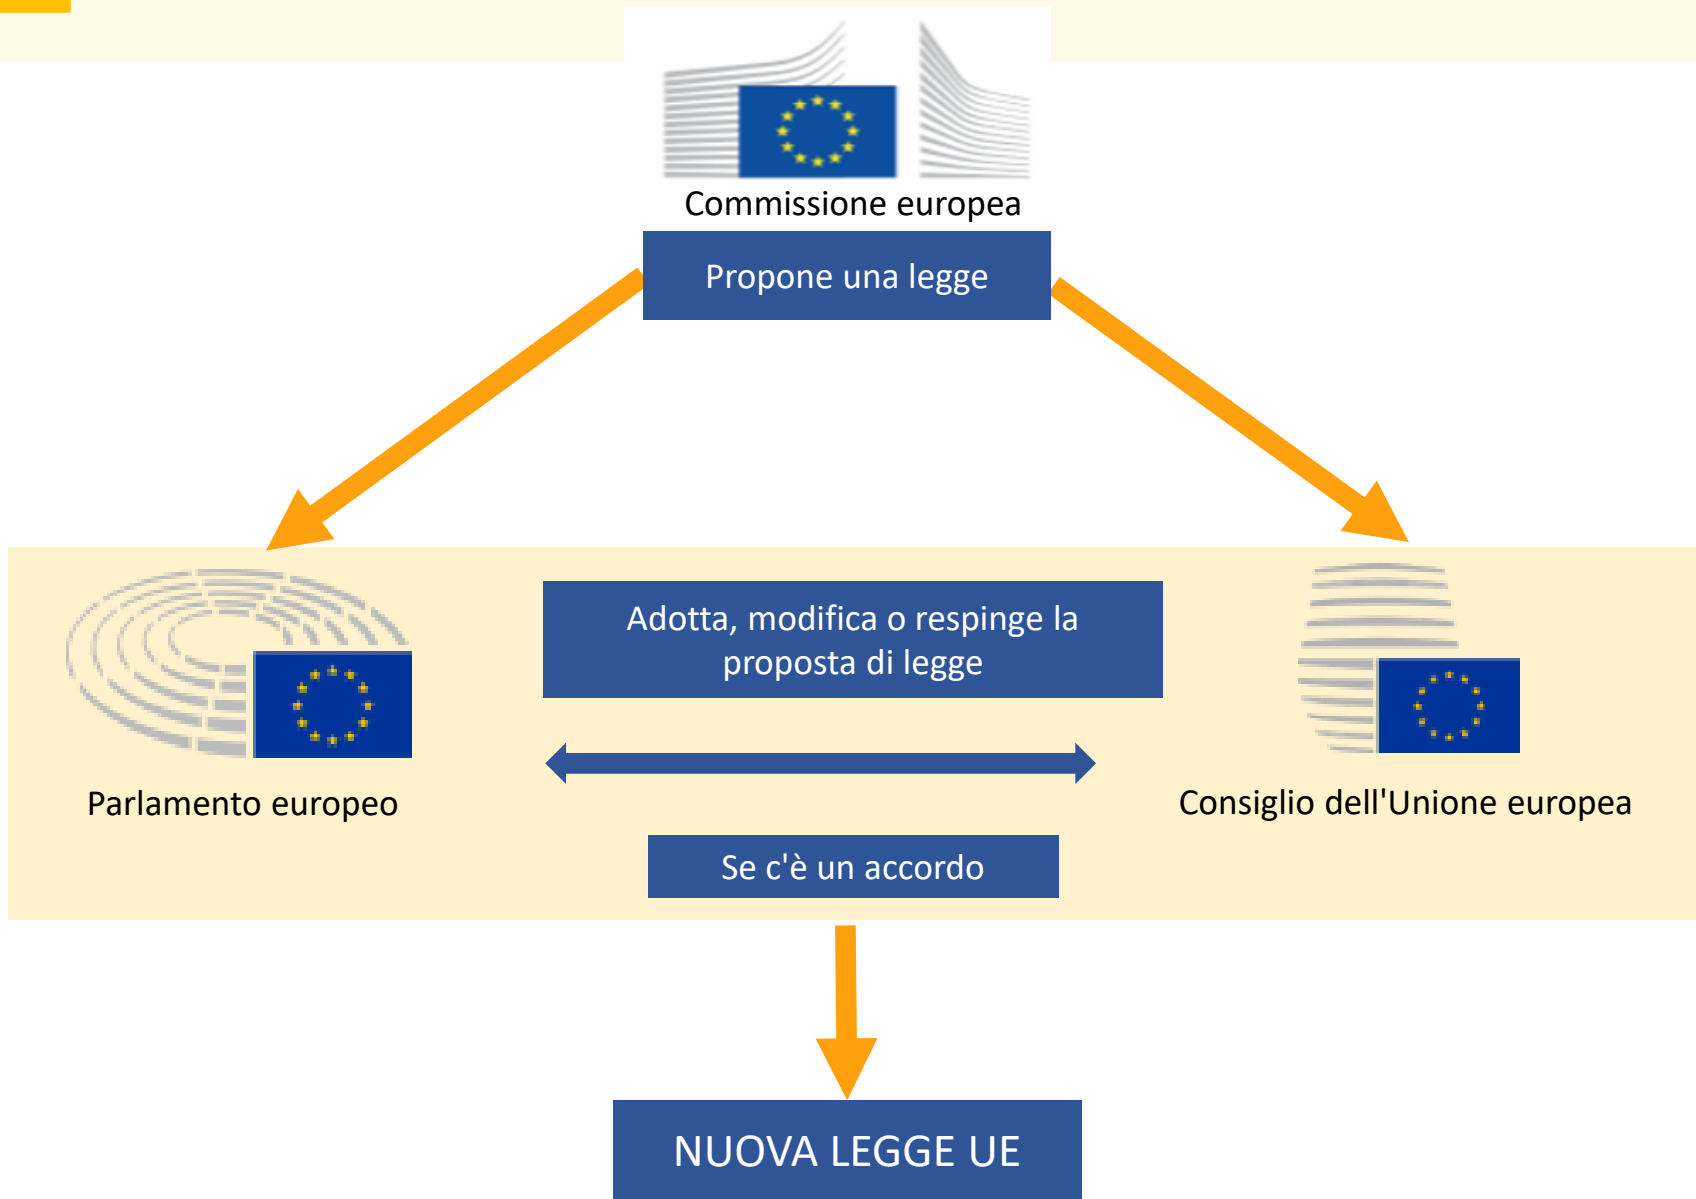 Commissione europea
Propone una legge
Adotta, modifica o respinge la
proposta di legge
Parlamento europeo
Consiglio dell'Unione europea
Se c'è un accordo
NUOVA LEGGE UE